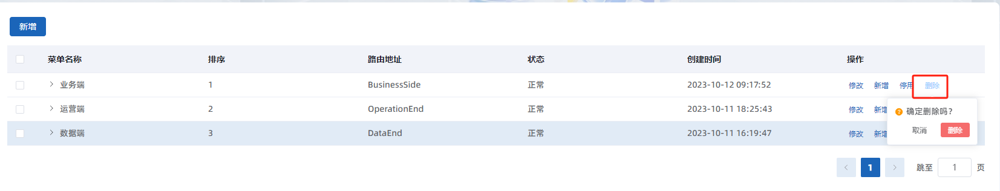 新增
菜单名称 排序 路由地址 状态 创建时间 操作
业务端 1 BusinessSide 正常 2023-10-12 09:17:52 修改 新增 停用 删除
运营端 2 OperationEnd 正常 2023-10-11 18:25:43 修改 新增
确定删除吗?
取消 删除
数据端 3 DataEnd 正常 2023-10-11 16:19:47 修改 新增
1 跳至 1 页